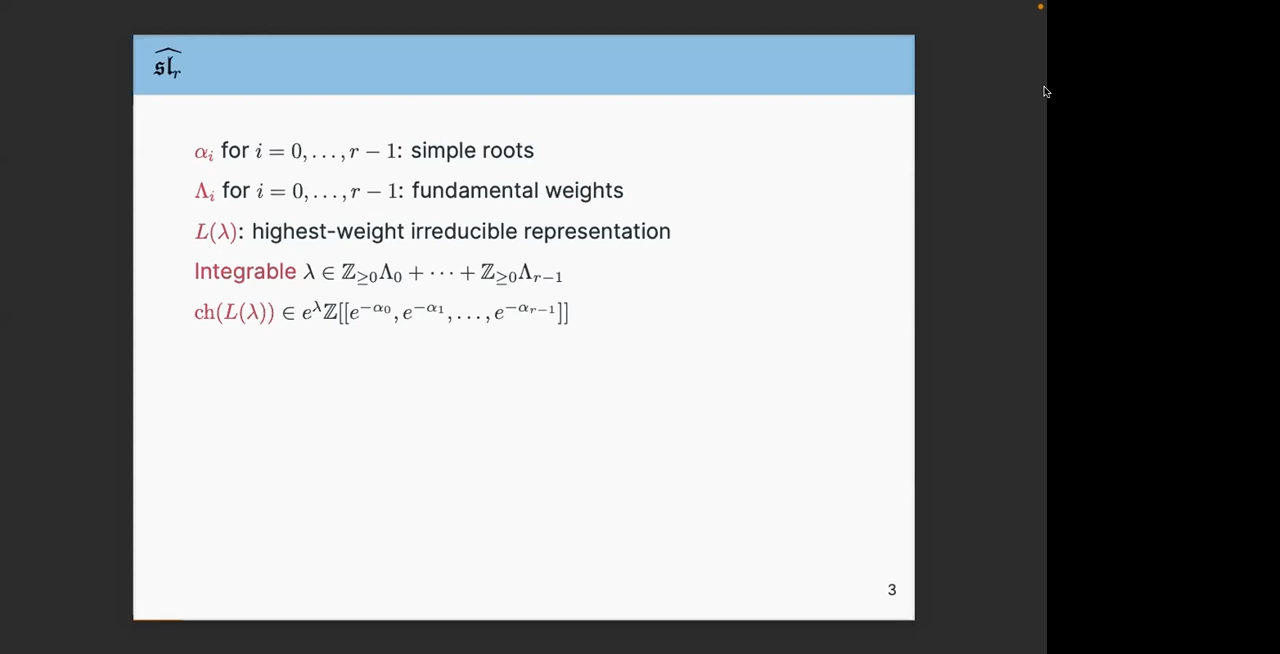 $\widehat{\mathfrak{sl}_r}$
$\alpha_i$ for $i = 0, \ldots, r-1$: simple roots
$\Lambda_i$ for $i = 0, \ldots, r-1$: fundamental weights
$L(\lambda)$: highest-weight irreducible representation
Integrable $\lambda \in \mathbb{Z}_{\geq 0}\Lambda_0 + \cdots + \mathbb{Z}_{\geq 0}\Lambda_{r-1}$
$\mathrm{ch}(L(\lambda)) \in e^{\lambda}\mathbb{Z}[[e^{-\alpha_0}, e^{-\alpha_1}, \ldots, e^{-\alpha_{r-1}}]]$
3